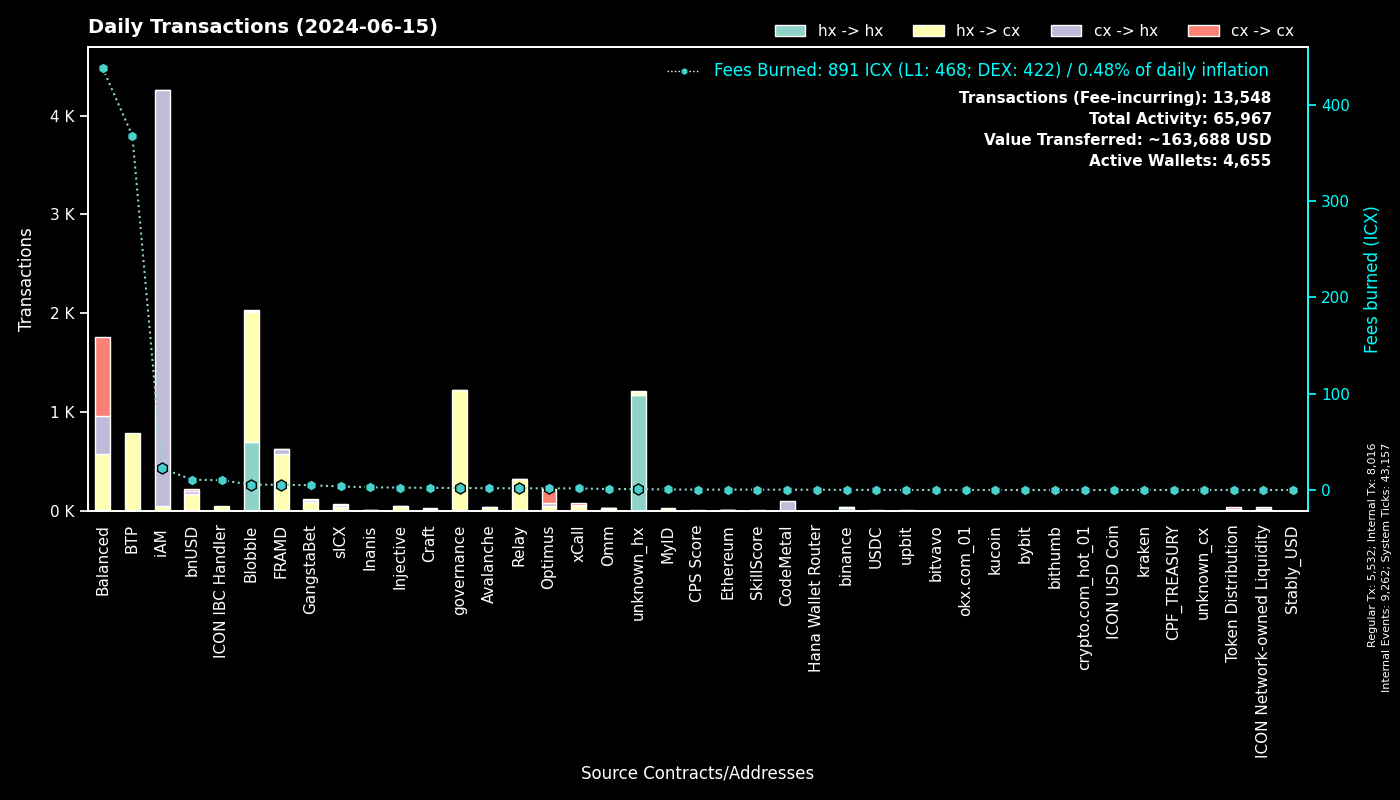 Daily Transactions (2024-06-15)
hx -> hx
hx -> cx
cx -> hx
cx -> cx
Fees Burned: 891 ICX (L1: 468; DEX: 422) / 0.48% of daily inflation
Transactions (Fee-incurring): 13,548
Total Activity: 65,967
Value Transferred: ~163,688 USD
Active Wallets: 4,655
Transactions
4 K
3 K
2 K
1 K
0 K
400
300
200
100
0
Fees burned (ICX)
Balanced
BTP
iAM
bnUSD
ICON IBC Handler
Blobble
FRAMD
GangstaBet
sICX
Inanis
Injective
Craft
governance
Avalanche
Relay
Optimus
xCall
Omm
unknown_hx
MyID
CPS Score
Ethereum
SkillScore
CodeMetal
Hana Wallet Router
binance
USDC
upbit
bitvavo
okx.com_01
kucoin
bybit
bithumb
crypto.com_hot_01
ICON USD Coin
kraken
CPF_TREASURY
unknown_cx
Token Distribution
ICON Network-owned Liquidity
Stably_USD
Source Contracts/Addresses
Regular Tx: 5,532; Internal Tx: 8,016
Internal Events: 9,262; System Ticks: 43,157